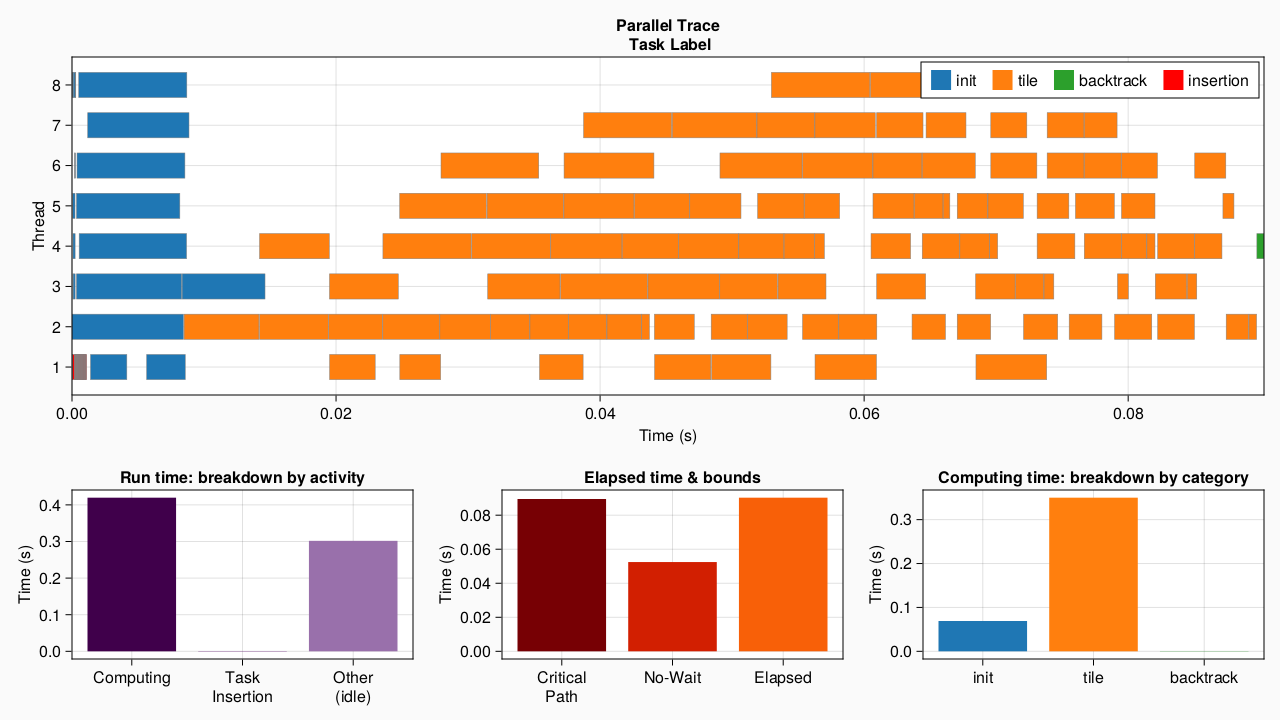 Parallel Trace
Task Label
init tile backtrack insertion
Thread
8
7
6
5
4
3
2
1
0.00 0.02 0.04 0.06 0.08
Time (s)
Run time: breakdown by activity
Time (s)
0.4
0.3
0.2
0.1
0.0
Computing Task Insertion Other (idle)
Elapsed time & bounds
Time (s)
0.08
0.06
0.04
0.02
0.00
Critical Path No-Wait Elapsed
Computing time: breakdown by category
Time (s)
0.3
0.2
0.1
0.0
init tile backtrack